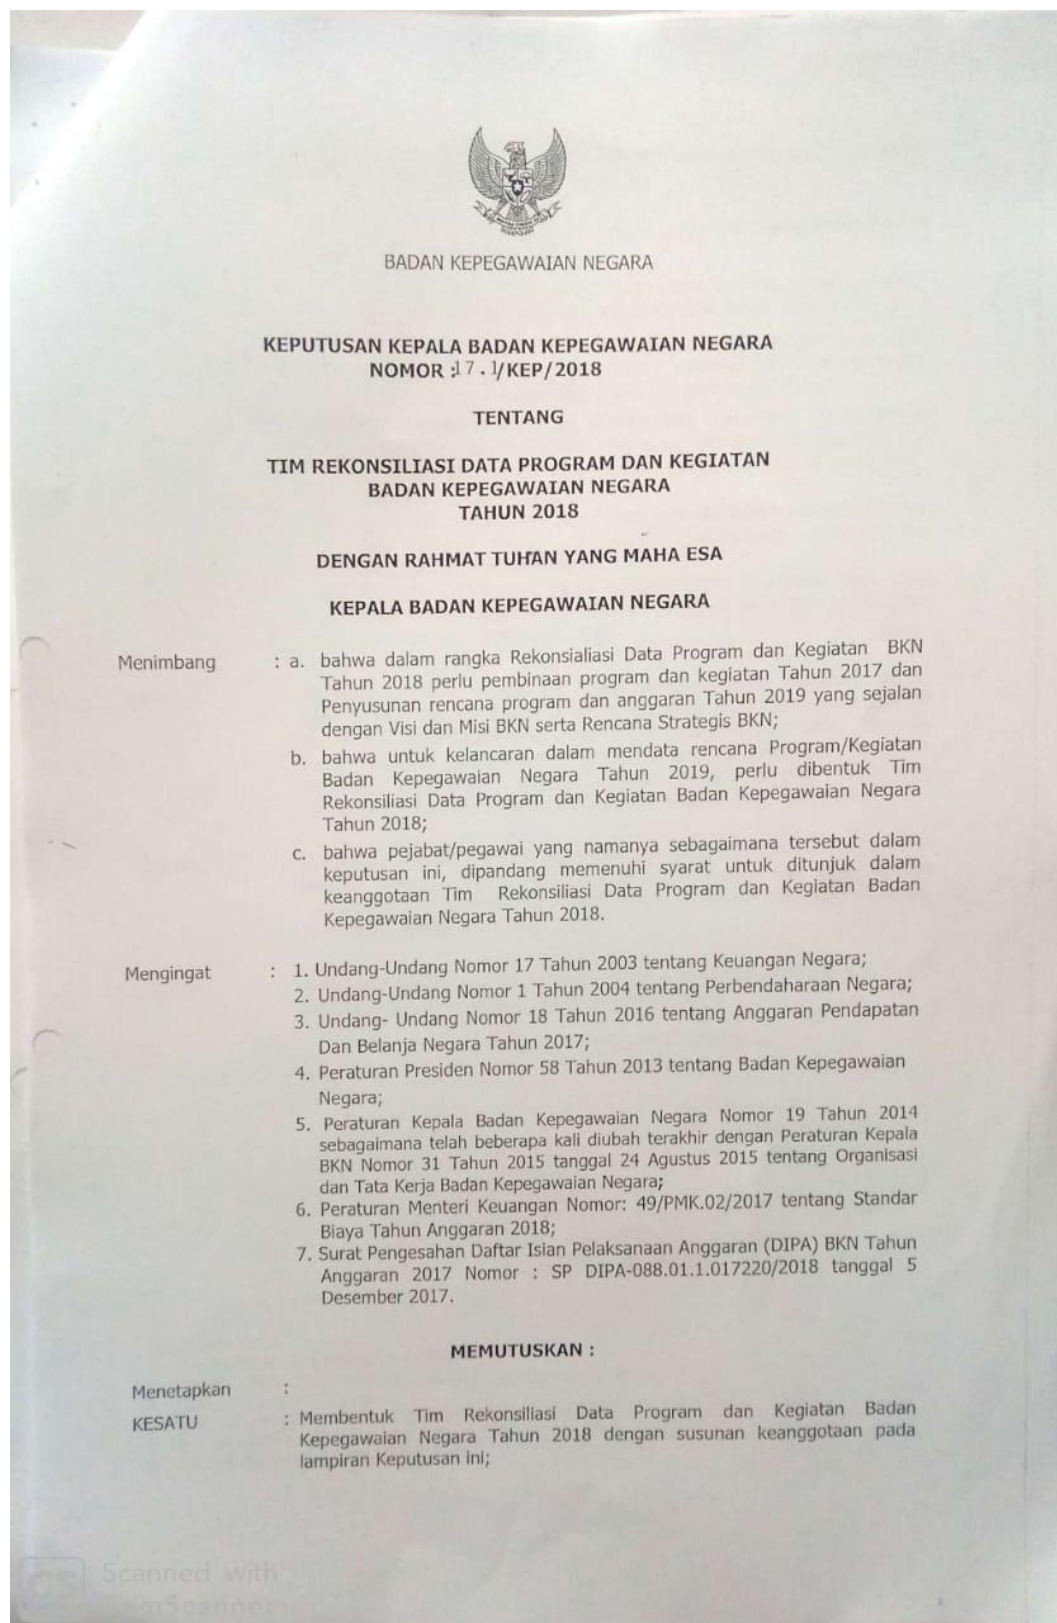 BADAN KEPEGAWAIAN NEGARA
KEPUTUSAN KEPALA BADAN KEPEGAWAIAN NEGARA
NOMOR :17.1/KEP/2018
TENTANG
TIM REKONSILIASI DATA PROGRAM DAN KEGIATAN
BADAN KEPEGAWAIAN NEGARA
TAHUN 2018
DENGAN RAHMAT TUHAN YANG MAHA ESA
KEPALA BADAN KEPEGAWAIAN NEGARA
Menimbang : a. bahwa dalam rangka Rekonsialiasi Data Program dan Kegiatan BKN
Tahun 2018 perlu pembinaan program dan kegiatan Tahun 2017 dan
Penyusunan rencana program dan anggaran Tahun 2019 yang sejalan
dengan Visi dan Misi BKN serta Rencana Strategis BKN;
b. bahwa untuk kelancaran dalam mendata rencana Program/Kegiatan
Badan Kepegawaian Negara Tahun 2019, perlu dibentuk Tim
Rekonsiliasi Data Program dan Kegiatan Badan Kepegawaian Negara
Tahun 2018;
c. bahwa pejabat/pegawai yang namanya sebagaimana tersebut dalam
keputusan ini, dipandang memenuhi syarat untuk ditunjuk dalam
keanggotaan Tim Rekonsiliasi Data Program dan Kegiatan Badan
Kepegawaian Negara Tahun 2018.
Mengingat : 1. Undang-Undang Nomor 17 Tahun 2003 tentang Keuangan Negara;
2. Undang-Undang Nomor 1 Tahun 2004 tentang Perbendaharaan Negara;
3. Undang- Undang Nomor 18 Tahun 2016 tentang Anggaran Pendapatan
Dan Belanja Negara Tahun 2017;
4. Peraturan Presiden Nomor 58 Tahun 2013 tentang Badan Kepegawaian
Negara;
5. Peraturan Kepala Badan Kepegawaian Negara Nomor 19 Tahun 2014
sebagaimana telah beberapa kali diubah terakhir dengan Peraturan Kepala
BKN Nomor 31 Tahun 2015 tanggal 24 Agustus 2015 tentang Organisasi
dan Tata Kerja Badan Kepegawaian Negara;
6. Peraturan Menteri Keuangan Nomor: 49/PMK.02/2017 tentang Standar
Biaya Tahun Anggaran 2018;
7. Surat Pengesahan Daftar Isian Pelaksanaan Anggaran (DIPA) BKN Tahun
Anggaran 2017 Nomor : SP DIPA-088.01.1.017220/2018 tanggal 5
Desember 2017.
MEMUTUSKAN :
Menetapkan :
KESATU : Membentuk Tim Rekonsiliasi Data Program dan Kegiatan Badan
Kepegawaian Negara Tahun 2018 dengan susunan keanggotaan pada
lampiran Keputusan ini;
CS Scanned with
CamScanner